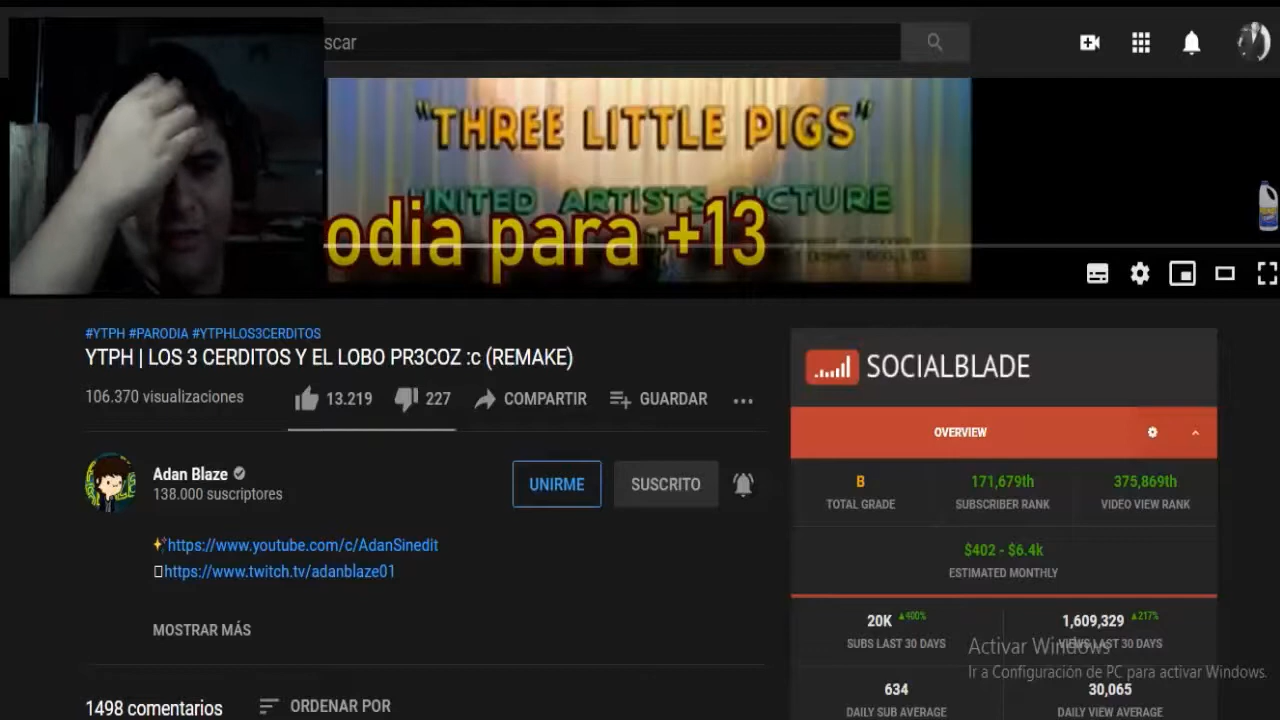 scar
"THREE LITTLE PIGS"
UNITED ARTISTS PICTURE
odia para +13
#YTPH #PARODIA #YTPHLOS3CERDITOS
YTPH | LOS 3 CERDITOS Y EL LOBO PR3COZ :c (REMAKE)
106.370 visualizaciones
13.219
227
COMPARTIR
GUARDAR
Adan Blaze
138.000 suscriptores
UNIRME
SUSCRITO
✨https://www.youtube.com/c/AdanSinedit
https://www.twitch.tv/adanblaze01
MOSTRAR MÁS
1498 comentarios
ORDENAR POR
SOCIALBLADE
OVERVIEW
B
TOTAL GRADE
171,679th
SUBSCRIBER RANK
375,869th
VIDEO VIEW RANK
$402 - $6.4k
ESTIMATED MONTHLY
20K ▲400%
SUBS LAST 30 DAYS
1,609,329 ▲217%
VIEWS LAST 30 DAYS
634
DAILY SUB AVERAGE
30,065
DAILY VIEW AVERAGE
Activar Windows
Ir a Configuración de PC para activar Windows.